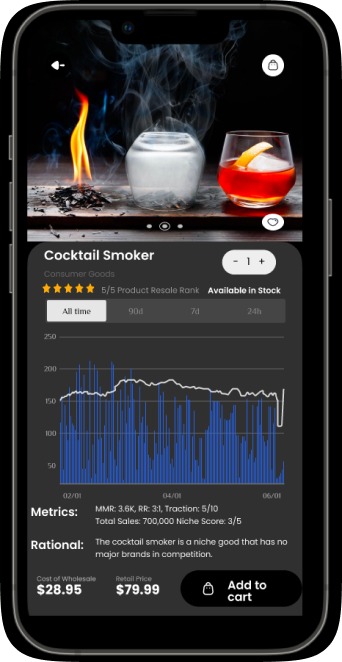 Cocktail Smoker
- 1 +
Consumer Goods
5/5 Product Resale Rank Available in Stock
All time 90d 7d 24h
250
200
150
100
50
02/01 04/01 06/01
Metrics: MMR: 3.6K, RR: 3:1, Traction: 5/10
Total Sales: 700,000 Niche Score: 3/5
Rational: The cocktail smoker is a niche good that has no
major brands in competition.
Cost of Wholesale Retail Price
$28.95 $79.99
Add to
cart